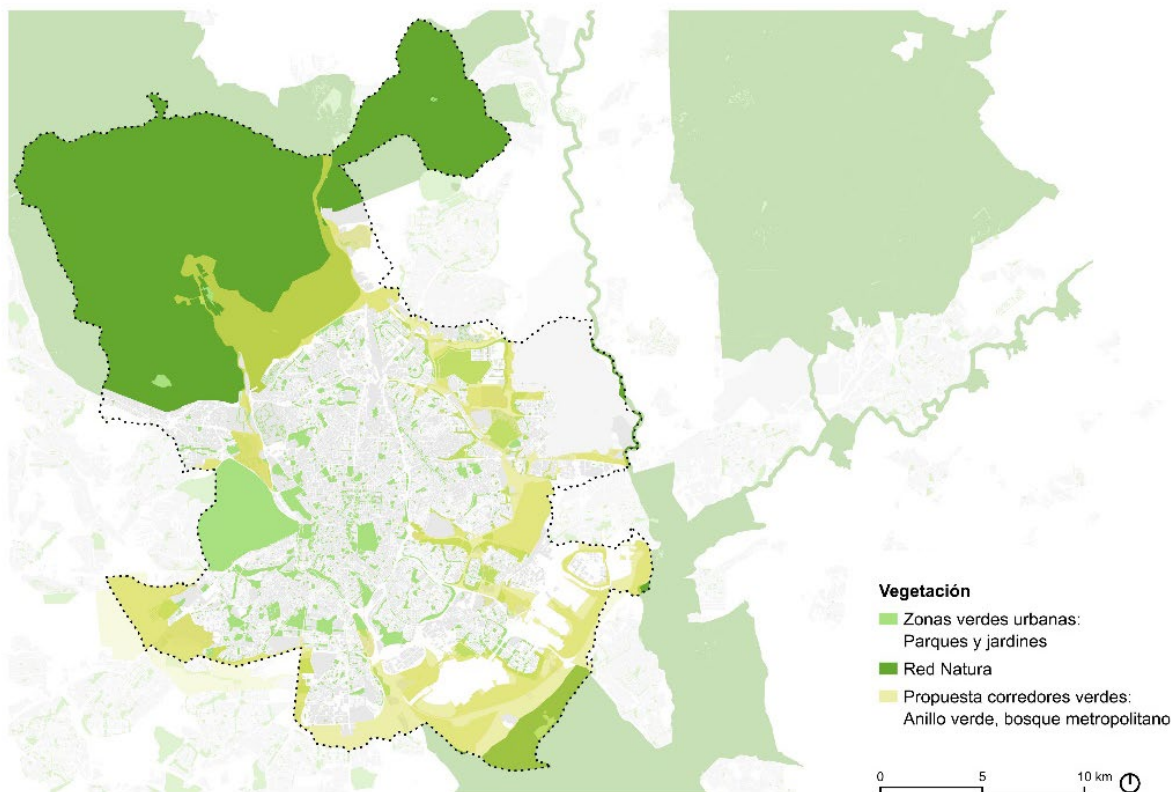 Vegetación
Zonas verdes urbanas:
Parques y jardines
Red Natura
Propuesta corredores verdes:
Anillo verde, bosque metropolitano
0 5 10 km